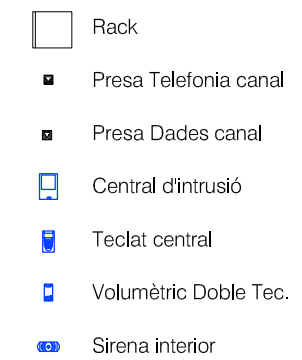 Rack
Presa Telefonia canal
Presa Dades canal
Central d'intrusió
Teclat central
Volumètric Doble Tec.
Sirena interior